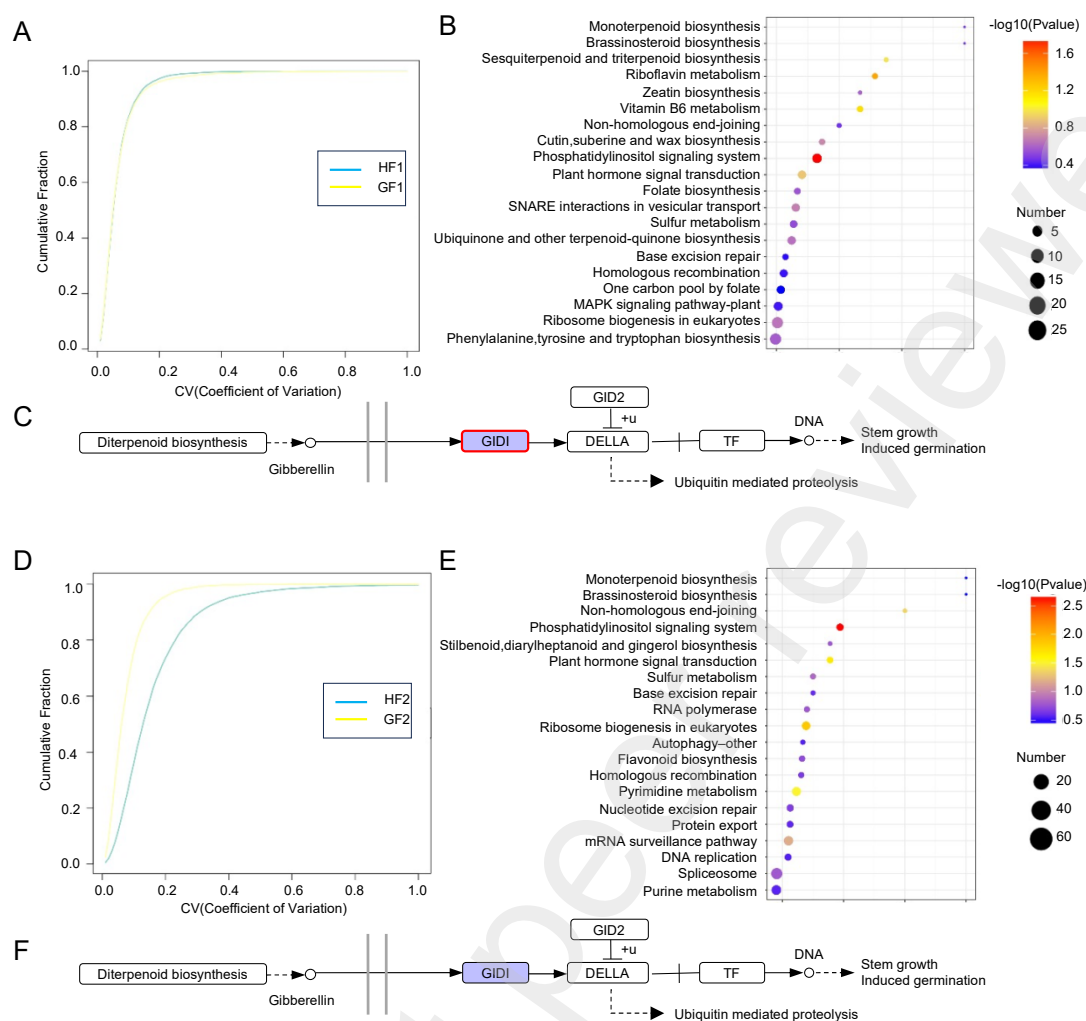 A
1.0
0.8
0.6
0.4
0.2
0.0
Cumulative Fraction
HF1
GF1
0.0 0.2 0.4 0.6 0.8 1.0
CV(Coefficient of Variation)
B
Monoterpenoid biosynthesis
Brassinosteroid biosynthesis
Sesquiterpenoid and triterpenoid biosynthesis
Riboflavin metabolism
Zeatin biosynthesis
Vitamin B6 metabolism
Non-homologous end-joining
Cutin,suberine and wax biosynthesis
Phosphatidylinositol signaling system
Plant hormone signal transduction
Folate biosynthesis
SNARE interactions in vesicular transport
Sulfur metabolism
Ubiquinone and other terpenoid-quinone biosynthesis
Base excision repair
Homologous recombination
One carbon pool by folate
MAPK signaling pathway-plant
Ribosome biogenesis in eukaryotes
Phenylalanine,tyrosine and tryptophan biosynthesis
-log10(Pvalue)
1.6
1.2
0.8
0.4
Number
5
10
15
20
25
C
Diterpenoid biosynthesis
Gibberellin
GIDI
GID2
+u
DELLA
TF
DNA
Stem growth
Induced germination
Ubiquitin mediated proteolysis
D
1.0
0.8
0.6
0.4
0.2
0.0
Cumulative Fraction
HF2
GF2
0.0 0.2 0.4 0.6 0.8 1.0
CV(Coefficient of Variation)
E
Monoterpenoid biosynthesis
Brassinosteroid biosynthesis
Non-homologous end-joining
Phosphatidylinositol signaling system
Stilbenoid,diarylheptanoid and gingerol biosynthesis
Plant hormone signal transduction
Sulfur metabolism
Base excision repair
RNA polymerase
Ribosome biogenesis in eukaryotes
Autophagy–other
Flavonoid biosynthesis
Homologous recombination
Pyrimidine metabolism
Nucleotide excision repair
Protein export
mRNA surveillance pathway
DNA replication
Spliceosome
Purine metabolism
-log10(Pvalue)
2.5
2.0
1.5
1.0
0.5
Number
20
40
60
F
Diterpenoid biosynthesis
Gibberellin
GIDI
GID2
+u
DELLA
TF
DNA
Stem growth
Induced germination
Ubiquitin mediated proteolysis
peer reviewe